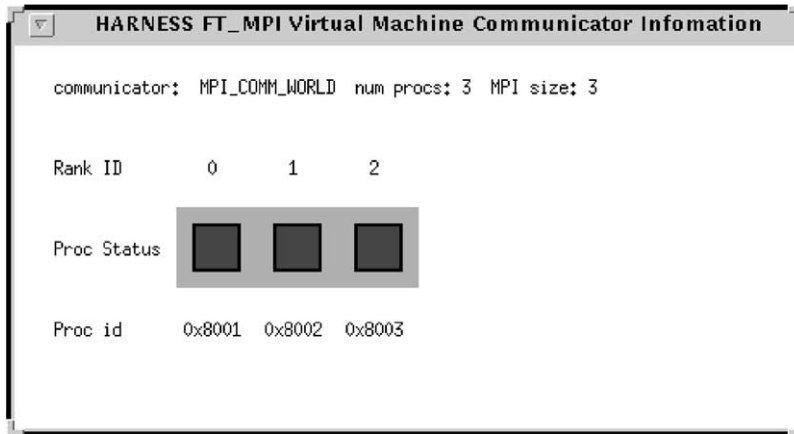 HARNESS FT_MPI Virtual Machine Communicator Infomation
communicator: MPI_COMM_WORLD num procs: 3 MPI size: 3
Rank ID 0 1 2
Proc Status
Proc id 0x8001 0x8002 0x8003